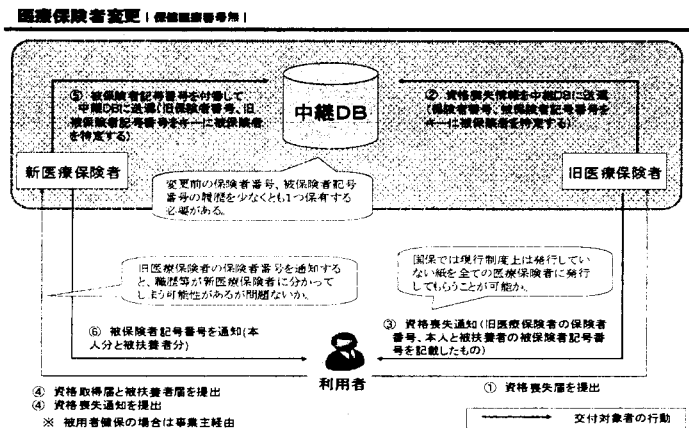 医療保険者変更 | 保健医療番号無 |
⑤ 被保険者記号番号を付番して
中継DBに送還(旧保険者番号、旧
被保険者記号番号をキーに被保険者
を特定する)
中継DB
② 資格喪失情報を中継DBに送還
(保険者番号、被保険者記号番号を
キーに被保険者を特定する)
新医療保険者
旧医療保険者
変更前の保険者番号、被保険者記号
番号の履歴を少なくとも1つ保有する
必要がある。
旧医療保険者の保険者番号を通知する
と、職歴等が新医療保険者に分かって
しまう可能性があるが問題ないか。
国保では現行制度上は発行してい
ない紙を全ての医療保険者に発行
してもらうことが可能か。
⑥ 被保険者記号番号を通知(本
人分と被扶養者分)
③ 資格喪失通知(旧医療保険者の保険者
番号、本人と被扶養者の被保険者記号番
号を記載したもの)
利用者
④ 資格取得届と被扶養者届を提出
④ 資格喪失通知を提出
※ 被用者健保の場合は事業主経由
① 資格喪失届を提出
交付対象者の行動